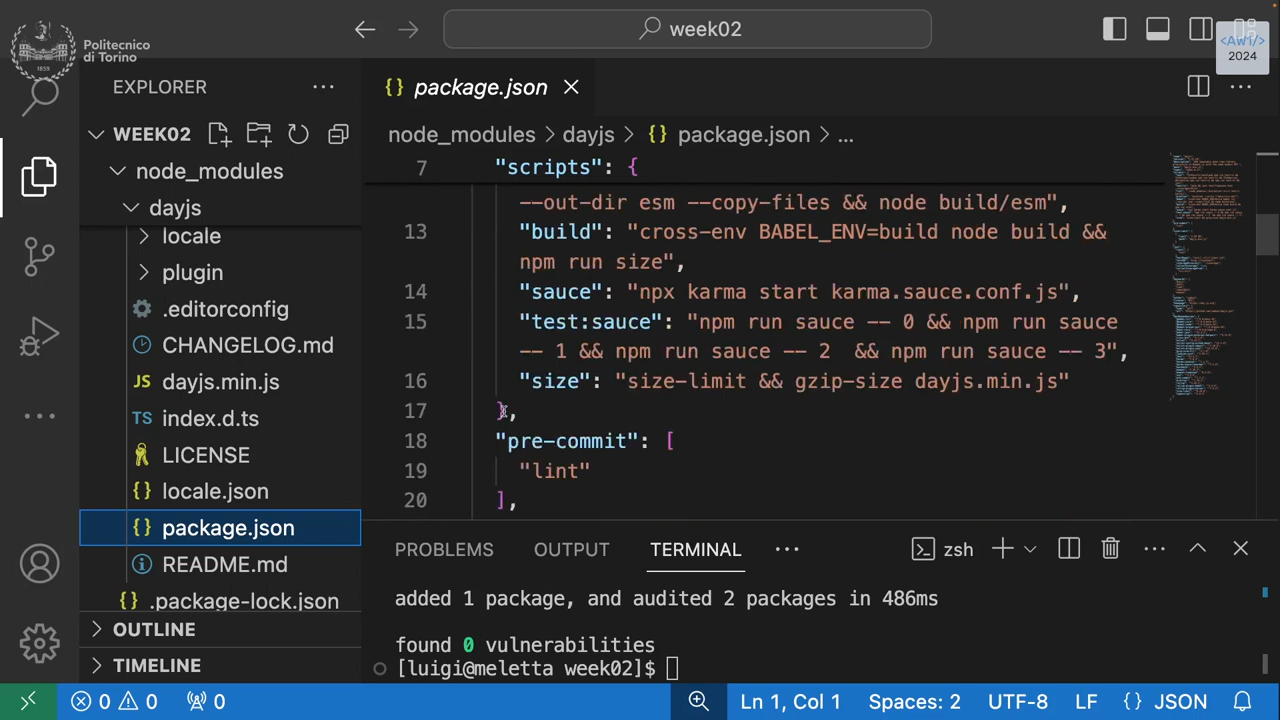 Politecnico
di Torino
1859
week02
<AW1/>
2024
EXPLORER
package.json
WEEK02
node_modules > dayjs > {} package.json > ...
node_modules
7 "scripts": {
dayjs
--out-dir esm --copy-files && node build/esm",
locale
13 "build": "cross-env BABEL_ENV=build node build &&
npm run size",
plugin
14 "sauce": "npx karma start karma.sauce.conf.js",
.editorconfig
15 "test:sauce": "npm run sauce -- 0 && npm run sauce
CHANGELOG.md
-- 1 && npm run sauce -- 2  && npm run sauce -- 3",
JS dayjs.min.js
16 "size": "size-limit && gzip-size dayjs.min.js"
TS index.d.ts
17 },
LICENSE
18 "pre-commit": [
locale.json
19 "lint"
20 ],
package.json
README.md
PROBLEMS OUTPUT TERMINAL ... zsh
.package-lock.json
added 1 package, and audited 2 packages in 486ms
OUTLINE
found 0 vulnerabilities
TIMELINE
[luigi@meletta week02]$
0 0 0 Ln 1, Col 1 Spaces: 2 UTF-8 LF {} JSON